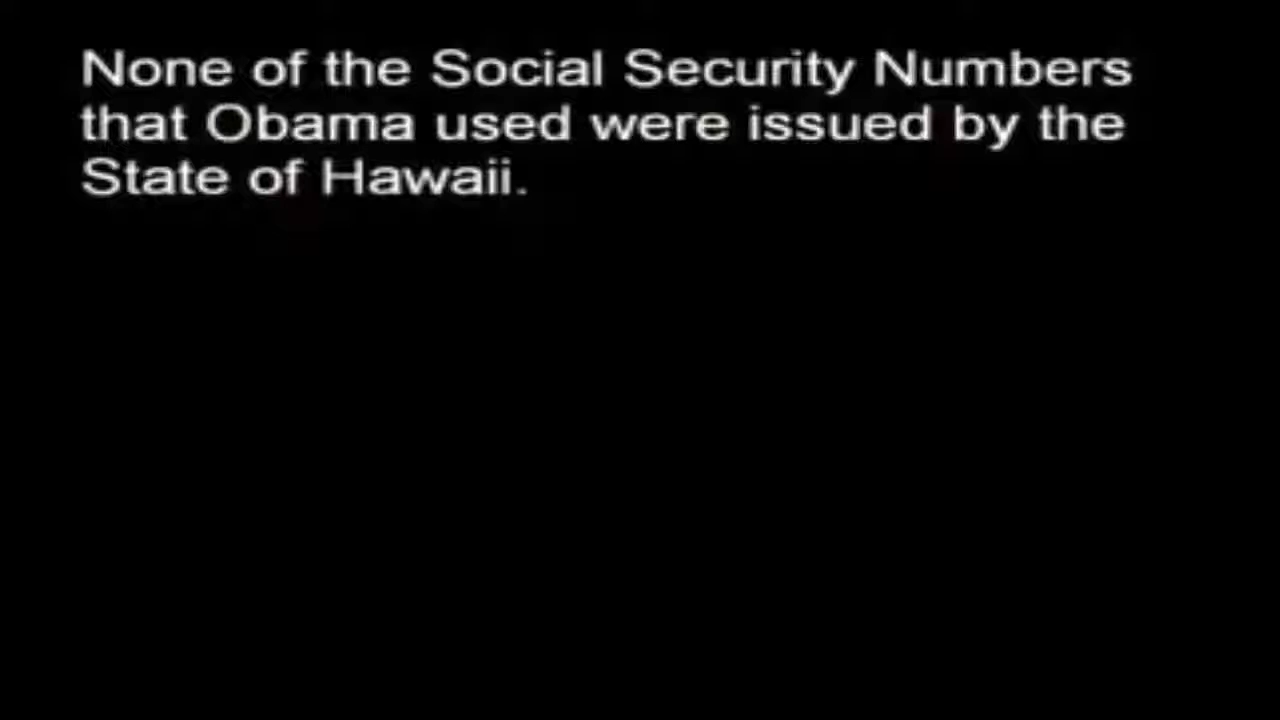 None of the Social Security Numbers
that Obama used were issued by the
State of Hawaii.